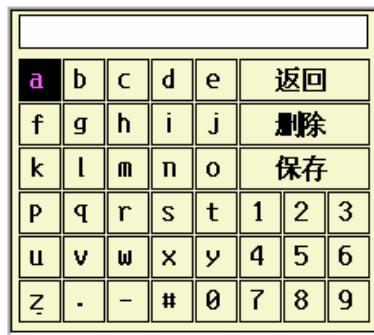 a b c d e 返回
f g h i j 删除
k l m n o 保存
p q r s t 1 2 3
u v w x y 4 5 6
z . - # 0 7 8 9